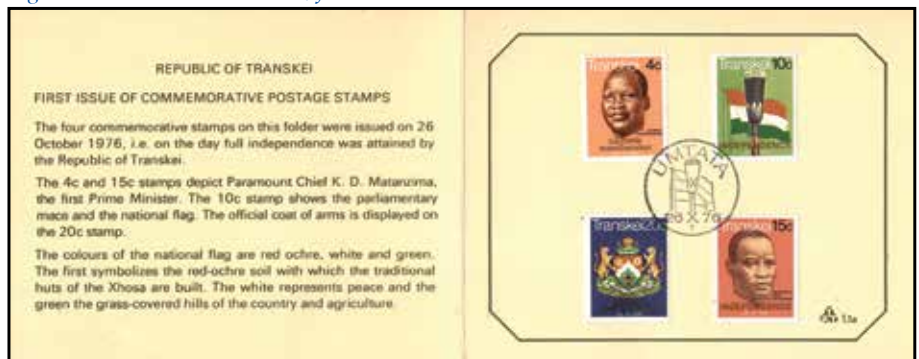 REPUBLIC OF TRANSKEI
FIRST ISSUE OF COMMEMORATIVE POSTAGE STAMPS
The four commemorative stamps on this folder were issued on 26
October 1976, i.e. on the day full independence was attained by
the Republic of Transkei.
The 4c and 15c stamps depict Paramount Chief K. D. Matanzima,
the first Prime Minister. The 10c stamp shows the parliamentary
mace and the national flag. The official coat of arms is displayed on
the 20c stamp.
The colours of the national flag are red ochre, white and green.
The first symbolizes the red-ochre soil with which the traditional
huts of the Xhosa are built. The white represents peace and the
green the grass-covered hills of the country and agriculture.
Transkei 4c
Transkei 10c
INDEPENDENCE
UMTATA
26 X 76
Transkei 20c
Transkei 15c
INDEPENDENCE